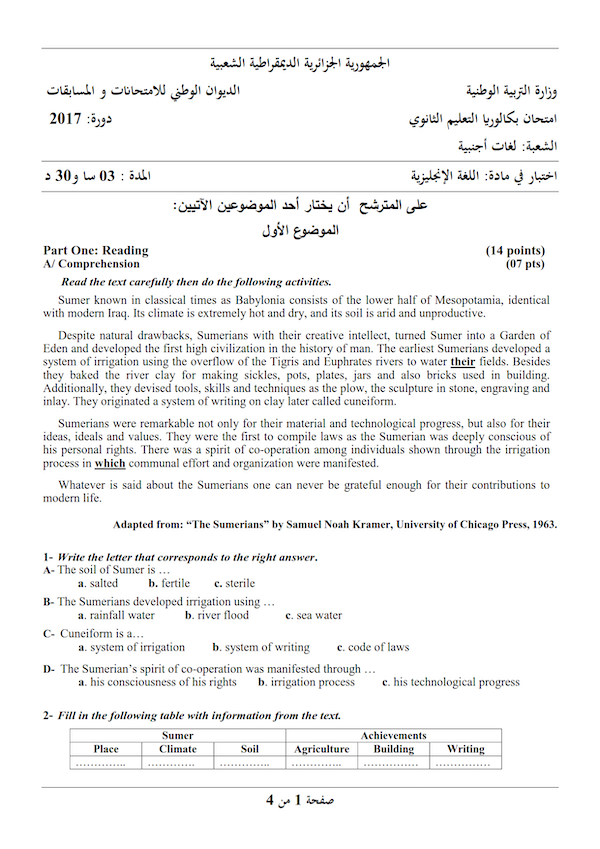 الجمهورية الجزائرية الديمقراطية الشعبية
وزارة التربية الوطنية الديوان الوطني للامتحانات و المسابقات
امتحان بكالوريا التعليم الثانوي دورة: 2017
الشعبة: لغات أجنبية
اختبار في مادة: اللغة الإنجليزية المدة : 03 سا و30 د
على المترشح أن يختار أحد الموضوعين الآتيين:
الموضوع الأول
Part One: Reading (14 points)
A/ Comprehension (07 pts)
Read the text carefully then do the following activities.
Sumer known in classical times as Babylonia consists of the lower half of Mesopotamia, identical
with modern Iraq. Its climate is extremely hot and dry, and its soil is arid and unproductive.
Despite natural drawbacks, Sumerians with their creative intellect, turned Sumer into a Garden of
Eden and developed the first high civilization in the history of man. The earliest Sumerians developed a
system of irrigation using the overflow of the Tigris and Euphrates rivers to water their fields. Besides
they baked the river clay for making sickles, pots, plates, jars and also bricks used in building.
Additionally, they devised tools, skills and techniques as the plow, the sculpture in stone, engraving and
inlay. They originated a system of writing on clay later called cuneiform.
Sumerians were remarkable not only for their material and technological progress, but also for their
ideas, ideals and values. They were the first to compile laws as the Sumerian was deeply conscious of
his personal rights. There was a spirit of co-operation among individuals shown through the irrigation
process in which communal effort and organization were manifested.
Whatever is said about the Sumerians one can never be grateful enough for their contributions to
modern life.
Adapted from: “The Sumerians” by Samuel Noah Kramer, University of Chicago Press, 1963.
1- Write the letter that corresponds to the right answer.
A- The soil of Sumer is …
a. salted b. fertile c. sterile
B- The Sumerians developed irrigation using …
a. rainfall water b. river flood c. sea water
C- Cuneiform is a…
a. system of irrigation b. system of writing c. code of laws
D- The Sumerian’s spirit of co-operation was manifested through …
a. his consciousness of his rights b. irrigation process c. his technological progress
2- Fill in the following table with information from the text.
Sumer Achievements
Place Climate Soil Agriculture Building Writing
………….. …………. ………….. ………….. …………… ……………
صفحة 1 من 4